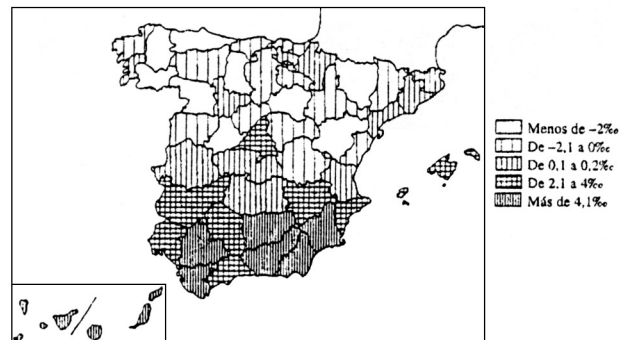 Menos de -2‰
De -2,1 a 0‰
De 0,1 a 0,2‰
De 2,1 a 4‰
Más de 4,1‰